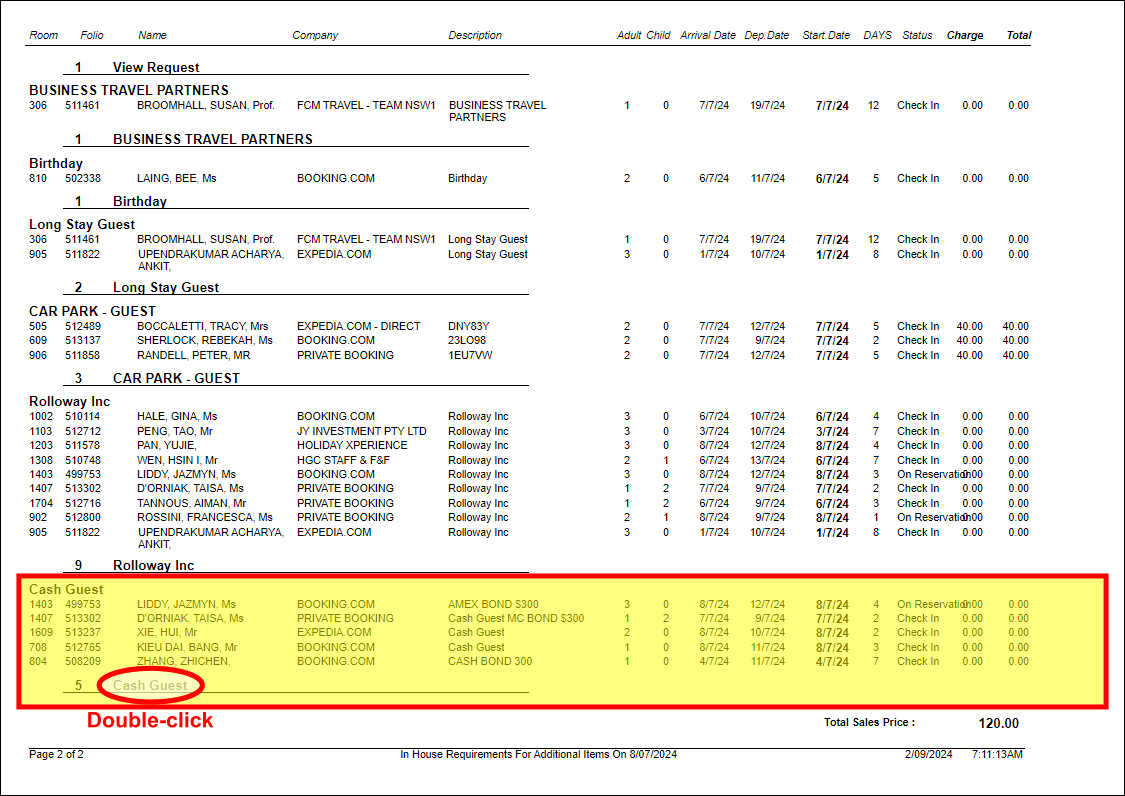 Room Folio Name Company Description Adult Child Arrival Date Dep.Date Start.Date DAYS Status Charge Total
1 View Request
BUSINESS TRAVEL PARTNERS
306 511461 BROOMHALL, SUSAN, Prof. FCM TRAVEL - TEAM NSW1 BUSINESS TRAVEL 1 0 7/7/24 19/7/24 7/7/24 12 Check In 0.00 0.00
PARTNERS
1 BUSINESS TRAVEL PARTNERS
Birthday
810 502338 LAING, BEE, Ms BOOKING.COM Birthday 2 0 6/7/24 11/7/24 6/7/24 5 Check In 0.00 0.00
1 Birthday
Long Stay Guest
306 511461 BROOMHALL, SUSAN, Prof. FCM TRAVEL - TEAM NSW1 Long Stay Guest 1 0 7/7/24 19/7/24 7/7/24 12 Check In 0.00 0.00
905 511822 UPENDRAKUMAR ACHARYA, EXPEDIA.COM Long Stay Guest 3 0 1/7/24 10/7/24 1/7/24 8 Check In 0.00 0.00
ANKIT,
2 Long Stay Guest
CAR PARK - GUEST
505 512489 BOCCALETTI, TRACY, Mrs EXPEDIA.COM - DIRECT DNY83Y 2 0 7/7/24 12/7/24 7/7/24 5 Check In 40.00 40.00
609 513137 SHERLOCK, REBEKAH, Ms BOOKING.COM 23LO98 2 0 7/7/24 9/7/24 7/7/24 2 Check In 40.00 40.00
906 511858 RANDELL, PETER, MR PRIVATE BOOKING 1EU7VW 2 0 7/7/24 12/7/24 7/7/24 5 Check In 40.00 40.00
3 CAR PARK - GUEST
Rolloway Inc
1002 510114 HALE, GINA, Ms BOOKING.COM Rolloway Inc 3 0 6/7/24 10/7/24 6/7/24 4 Check In 0.00 0.00
1103 512712 PENG, TAO, Mr JY INVESTMENT PTY LTD Rolloway Inc 3 0 3/7/24 10/7/24 3/7/24 7 Check In 0.00 0.00
1203 511578 PAN, YUJIE, HOLIDAY XPERIENCE Rolloway Inc 3 0 8/7/24 12/7/24 8/7/24 4 Check In 0.00 0.00
1308 510748 WEN, HSIN I, Mr HGC STAFF & F&F Rolloway Inc 2 1 6/7/24 13/7/24 6/7/24 7 Check In 0.00 0.00
1403 499753 LIDDY, JAZMYN, Ms BOOKING.COM Rolloway Inc 3 0 8/7/24 12/7/24 8/7/24 3 On Reservation 0.00 0.00
1407 513302 D'ORNIAK, TAISA, Ms PRIVATE BOOKING Rolloway Inc 1 2 7/7/24 9/7/24 7/7/24 2 Check In 0.00 0.00
1704 512716 TANNOUS, AIMAN, Mr PRIVATE BOOKING Rolloway Inc 1 2 6/7/24 9/7/24 6/7/24 3 Check In 0.00 0.00
902 512800 ROSSINI, FRANCESCA, Ms PRIVATE BOOKING Rolloway Inc 2 1 8/7/24 9/7/24 8/7/24 1 On Reservation 0.00 0.00
905 511822 UPENDRAKUMAR ACHARYA, EXPEDIA.COM Rolloway Inc 3 0 1/7/24 10/7/24 1/7/24 8 Check In 0.00 0.00
ANKIT,
9 Rolloway Inc
Cash Guest
1403 499753 LIDDY, JAZMYN, Ms BOOKING.COM AMEX BOND $300 3 0 8/7/24 12/7/24 8/7/24 4 On Reservation 0.00 0.00
1407 513302 D'ORNIAK, TAISA, Ms PRIVATE BOOKING Cash Guest MC BOND $300 1 2 7/7/24 9/7/24 7/7/24 2 Check In 0.00 0.00
1609 513237 XIE, HUI, Mr EXPEDIA.COM Cash Guest 2 0 8/7/24 10/7/24 8/7/24 2 Check In 0.00 0.00
708 512765 KIEU DAI, BANG, Mr BOOKING.COM Cash Guest 1 0 8/7/24 11/7/24 8/7/24 3 Check In 0.00 0.00
804 508209 ZHANG, ZHICHEN, BOOKING.COM CASH BOND 300 1 0 4/7/24 11/7/24 4/7/24 7 Check In 0.00 0.00
5 Cash Guest
Double-click
Total Sales Price : 120.00
Page 2 of 2 In House Requirements For Additional Items On 8/07/2024 2/09/2024 7:11:13AM